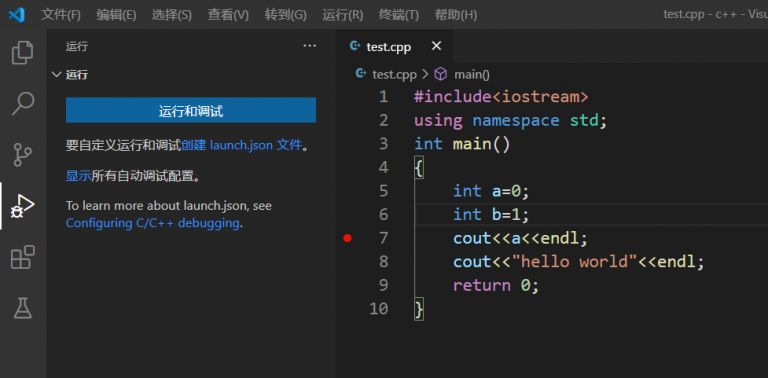 文件(F) 编辑(E) 选择(S) 查看(V) 转到(G) 运行(R) 终端(T) 帮助(H) test.cpp - c++ - Visu
运行 ···
运行
运行和调试
要自定义运行和调试创建 launch.json 文件。
显示所有自动调试配置。
To learn more about launch.json, see
Configuring C/C++ debugging.
test.cpp
test.cpp > main()
1 #include<iostream>
2 using namespace std;
3 int main()
4 {
5 int a=0;
6 int b=1;
7 cout<<a<<endl;
8 cout<<"hello world"<<endl;
9 return 0;
10 }